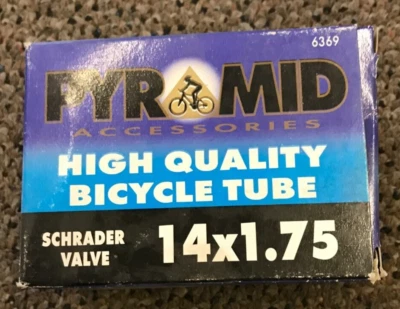 6369
PYRAMID
ACCESSORIES
HIGH QUALITY
BICYCLE TUBE
SCHRADER
VALVE
14x1.75